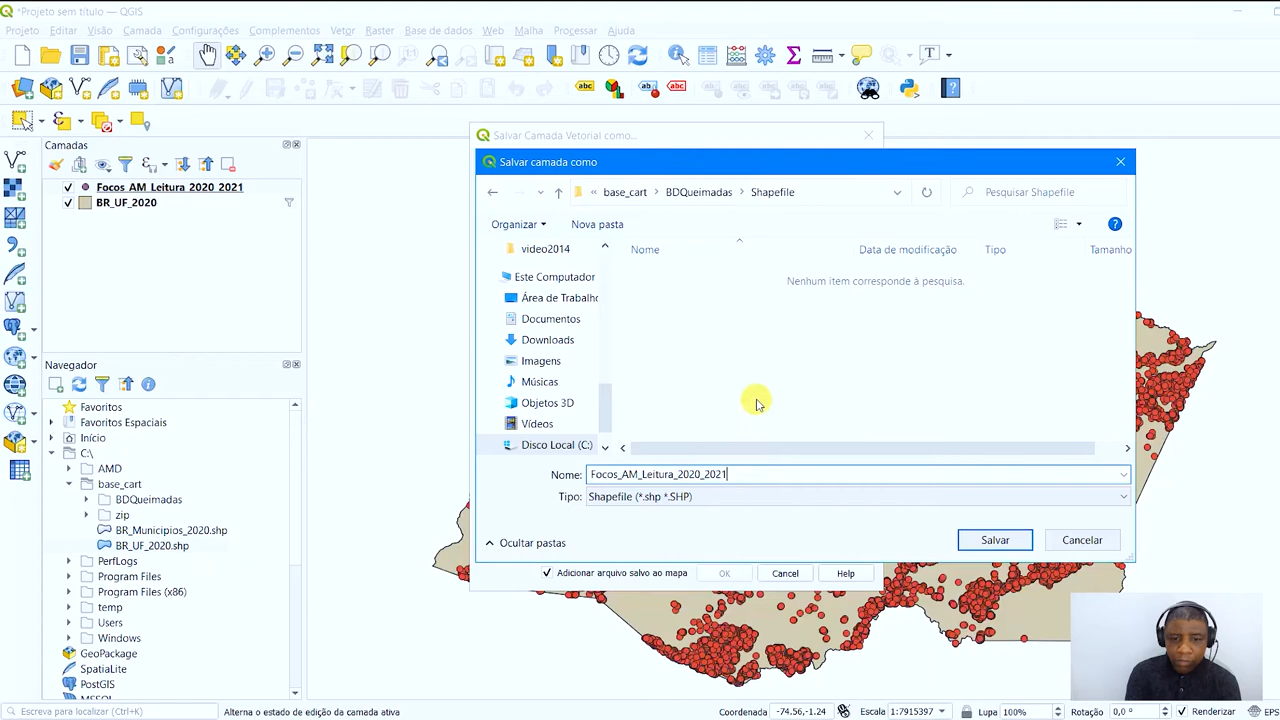 *Projeto sem título — QGIS
Projeto Editar Visão Camada Configurações Complementos Vetor Raster Base de dados Web Malha Processar Ajuda
Camadas
Focos_AM_Leitura_2020_2021
BR_UF_2020
Navegador
Favoritos
Favoritos Espaciais
Início
C:\
AMD
base_cart
BDQueimadas
zip
BR_Municipios_2020.shp
BR_UF_2020.shp
PerfLogs
Program Files
Program Files (x86)
temp
Users
Windows
GeoPackage
SpatiaLite
PostGIS
MSSQL
Salvar Camada Vetorial como...
Salvar camada como
« base_cart > BDQueimadas > Shapefile
Pesquisar Shapefile
Organizar
Nova pasta
video2014
Este Computador
Área de Trabalho
Documentos
Downloads
Imagens
Músicas
Objetos 3D
Vídeos
Disco Local (C:)
Nome Data de modificação Tipo Tamanho
Nenhum item corresponde à pesquisa.
Nome: Focos_AM_Leitura_2020_2021
Tipo: Shapefile (*.shp *.SHP)
Ocultar pastas
Salvar
Cancelar
Adicionar arquivo salvo ao mapa
OK
Cancel
Help
Escreva para localizar (Ctrl+K)
Alterna o estado de edição da camada ativa
Coordenada -74.56,-1.24
Escala 1:7915397
Lupa 100%
Rotação 0,0 °
Renderizar
EPS